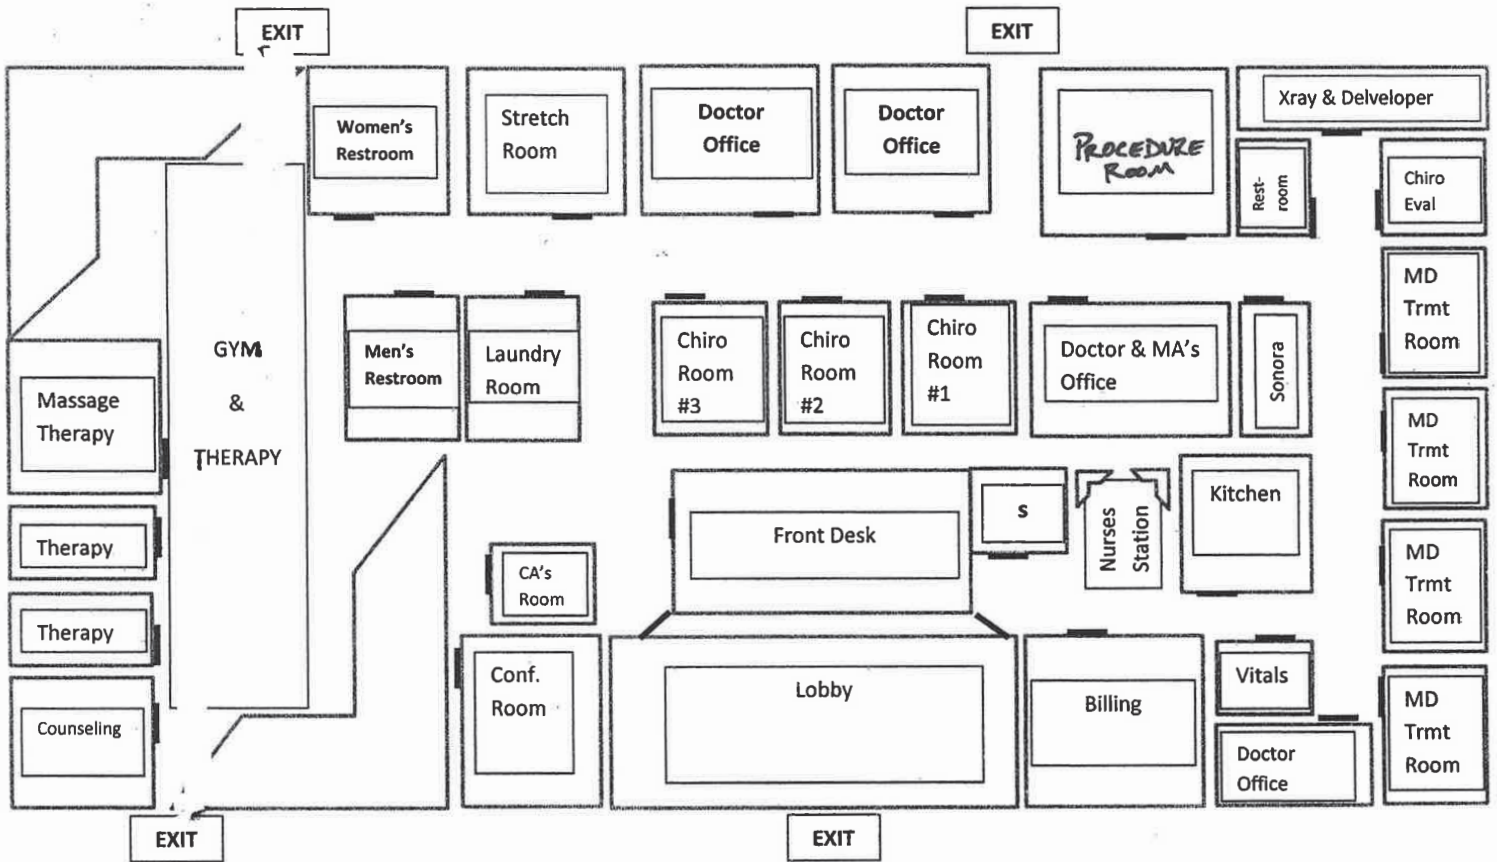 EXIT
EXIT
Women's
Restroom
Stretch
Room
Doctor
Office
Doctor
Office
PROCEDURE
ROOM
Xray & Delveloper
Rest-
room
Chiro
Eval
MD
Trmt
Room
GYM
&
THERAPY
Massage
Therapy
Men's
Restroom
Laundry
Room
Chiro
Room
#3
Chiro
Room
#2
Chiro
Room
#1
Doctor & MA's
Office
Sonora
MD
Trmt
Room
Therapy
Therapy
Counseling
CA's
Room
Front Desk
S
Nurses
Station
Kitchen
MD
Trmt
Room
Conf.
Room
Lobby
Billing
Vitals
Doctor
Office
MD
Trmt
Room
EXIT
EXIT